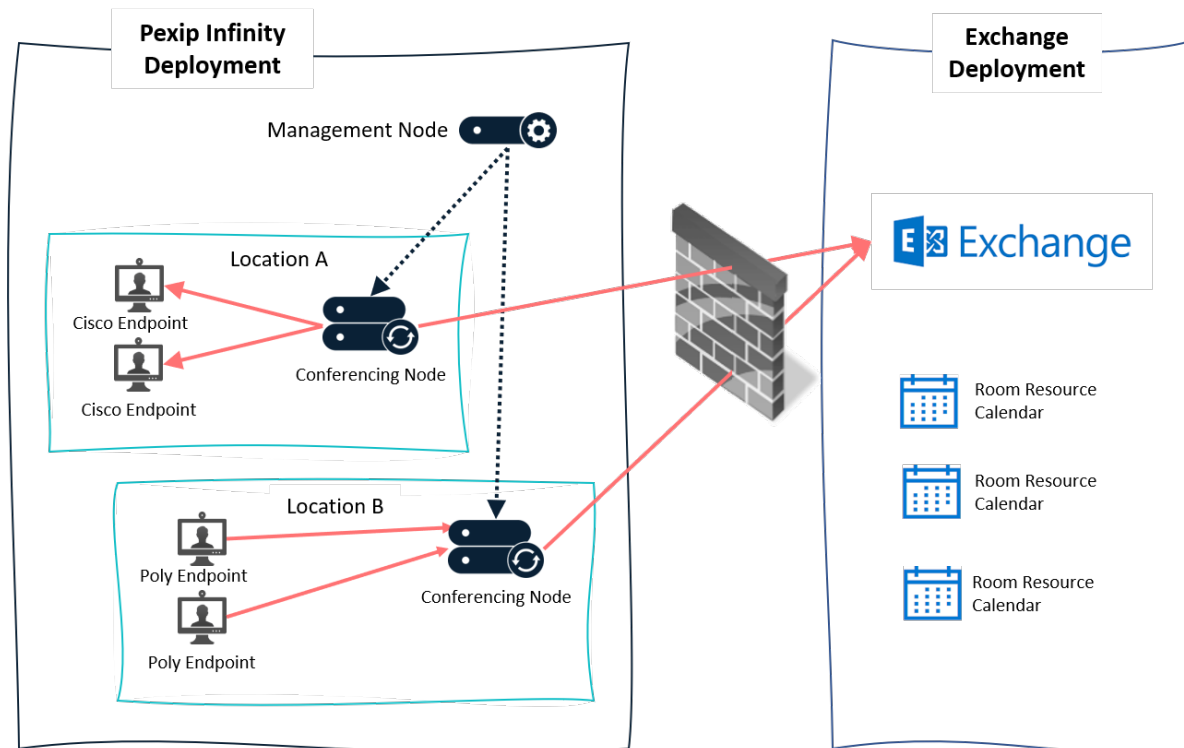 Pexip Infinity
Deployment
Exchange
Deployment
Management Node
E
Exchange
Location A
Cisco Endpoint
Cisco Endpoint
Conferencing Node
Room Resource
Calendar
Room Resource
Calendar
Room Resource
Calendar
Location B
Poly Endpoint
Poly Endpoint
Conferencing Node